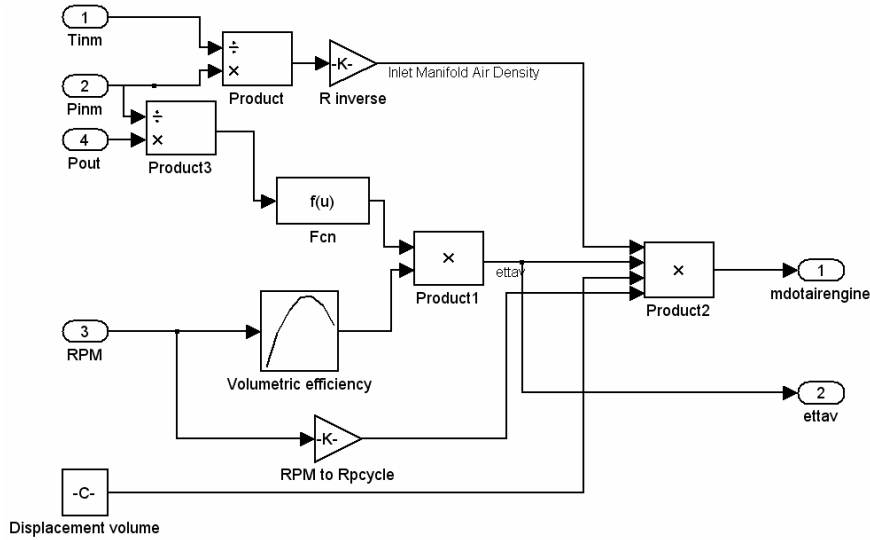 1
Tinm
÷
×
Product
-K-
R inverse
Inlet Manifold Air Density
2
Pinm
÷
×
Product3
4
Pout
f(u)
Fcn
×
Product1
ettav
×
Product2
1
mdotairengine
3
RPM
Volumetric efficiency
2
ettav
-K-
RPM to Rpcycle
-C-
Displacement volume